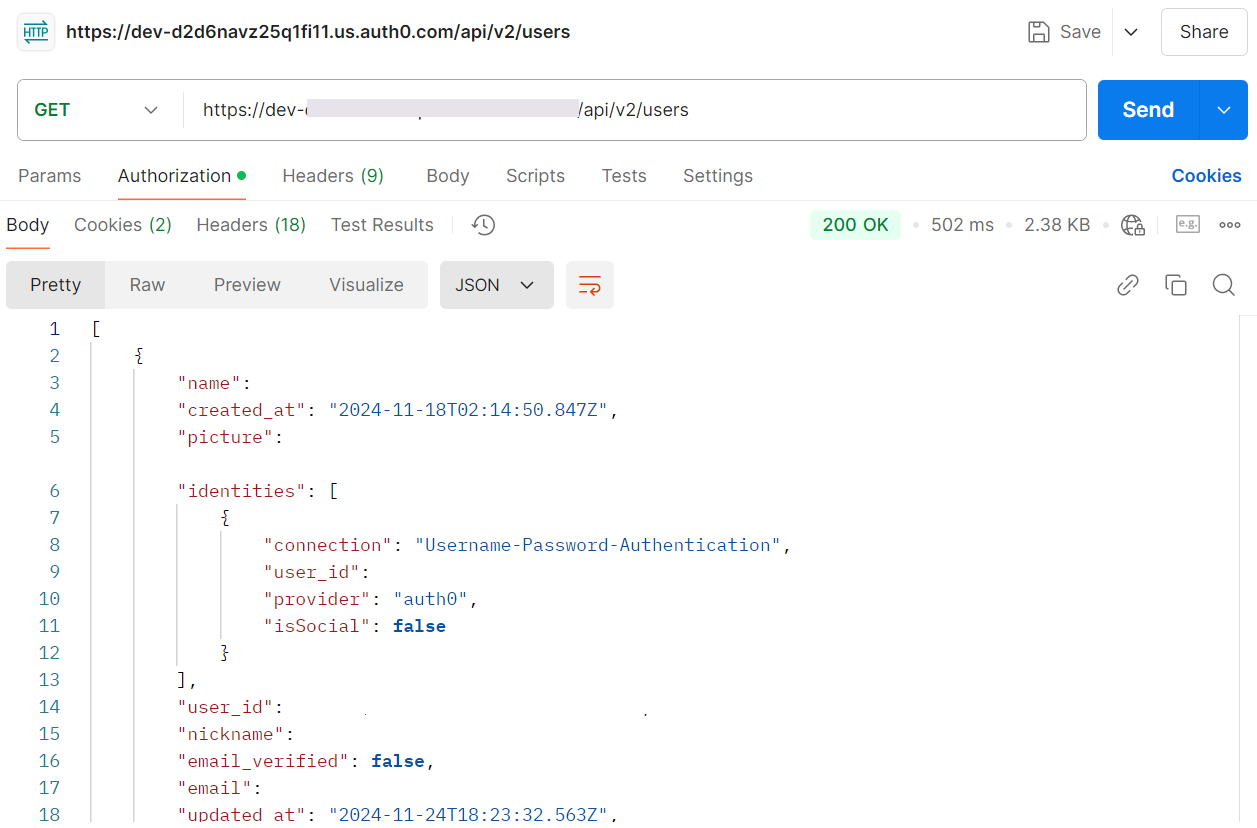 HTTP https://dev-d2d6navz25q1fi11.us.auth0.com/api/v2/users Save Share
GET https://dev- /api/v2/users Send
Params Authorization Headers (9) Body Scripts Tests Settings Cookies
Body Cookies (2) Headers (18) Test Results 200 OK 502 ms 2.38 KB e.g.
Pretty Raw Preview Visualize JSON
1 [
2 {
3 "name":
4 "created_at": "2024-11-18T02:14:50.847Z",
5 "picture":
6 "identities": [
7 {
8 "connection": "Username-Password-Authentication",
9 "user_id":
10 "provider": "auth0",
11 "isSocial": false
12 }
13 ],
14 "user_id":
15 "nickname":
16 "email_verified": false,
17 "email":
18 "updated_at": "2024-11-24T18:23:32.563Z",